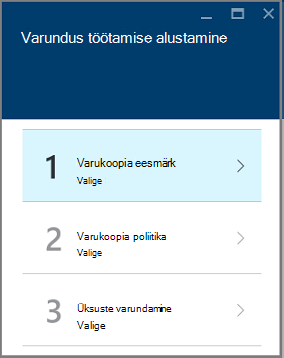 Varundus töötamise alustamine
1
Varukoopia eesmärk
Valige
2
Varukoopia poliitika
Valige
3
Üksuste varundamine
Valige